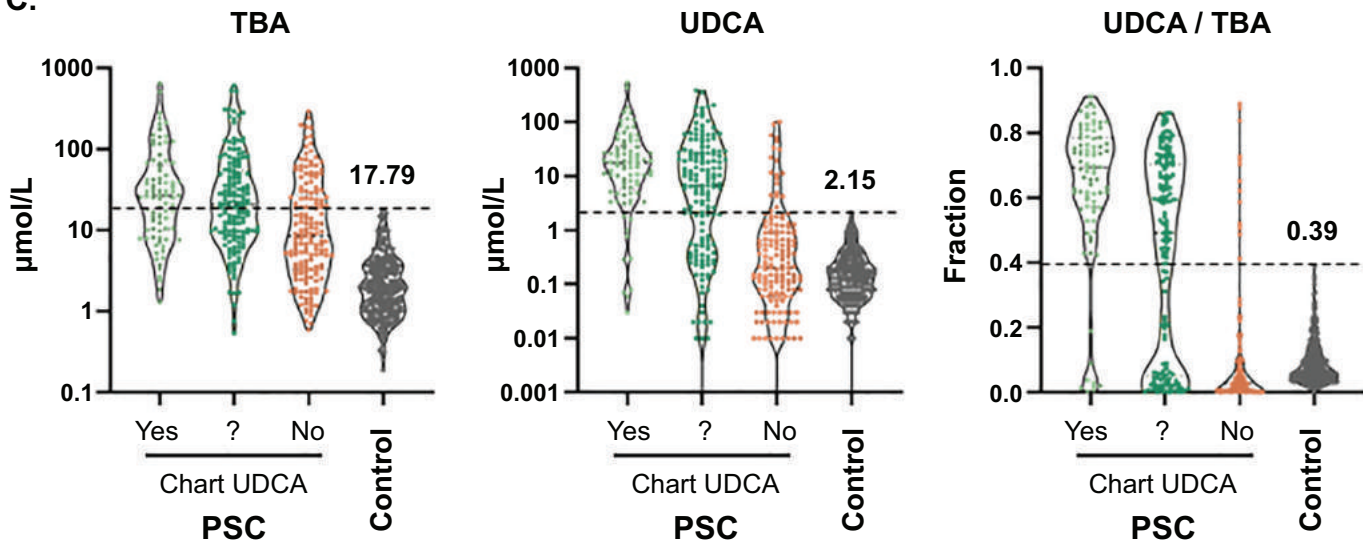 C.
TBA
μmol/L
1000
100
10
1
0.1
17.79
Yes ? No
Chart UDCA
PSC
Control
UDCA
μmol/L
1000
100
10
1
0.1
0.01
0.001
2.15
Yes ? No
Chart UDCA
PSC
Control
UDCA / TBA
Fraction
1.0
0.8
0.6
0.4
0.2
0.0
0.39
Yes ? No
Chart UDCA
PSC
Control